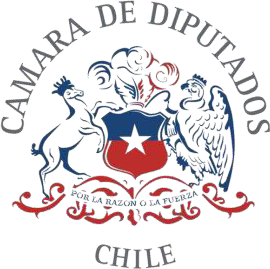 CAMARA DE DIPUTADOS
POR LA RAZON O LA FUERZA
CHILE